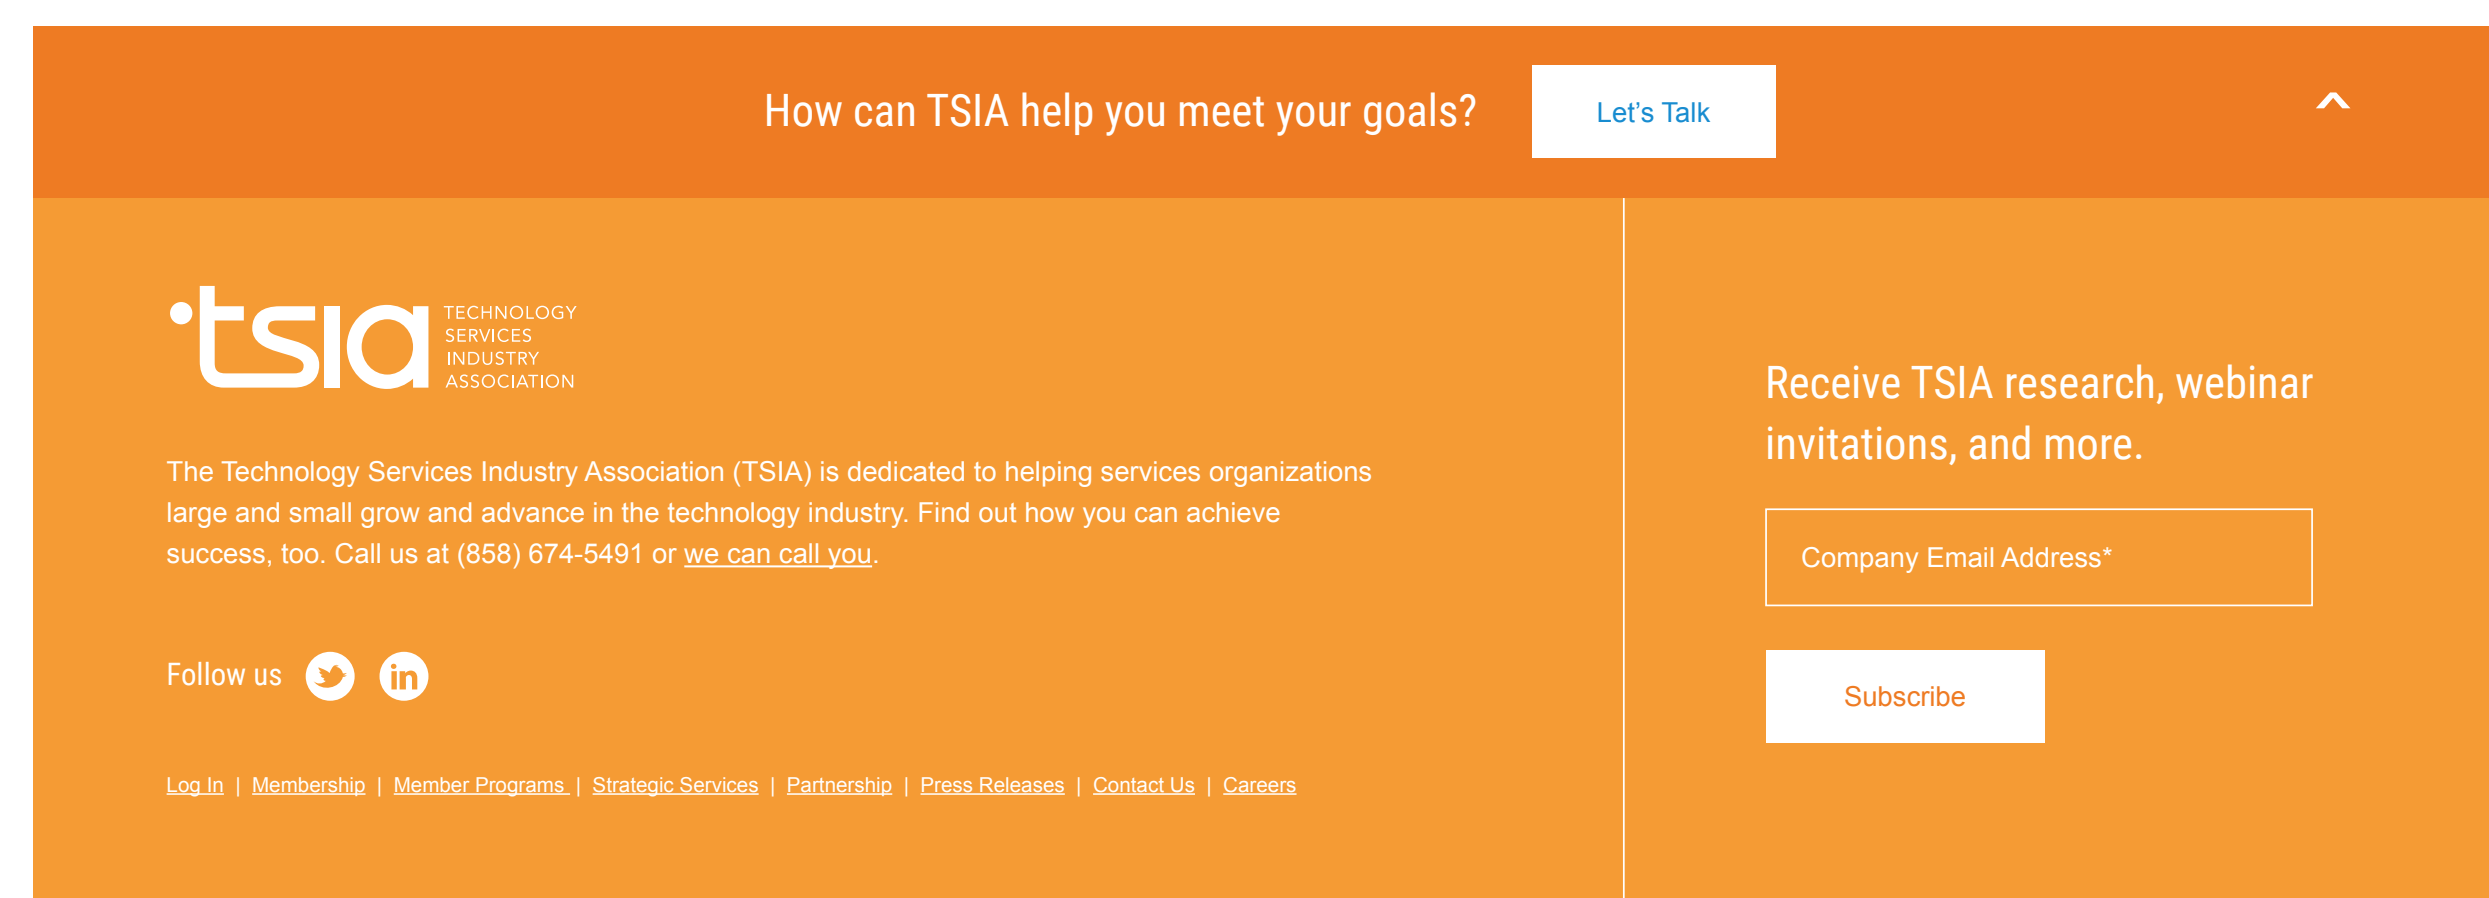 How can TSIA help you meet your goals?
Let's Talk
tsia
TECHNOLOGY
SERVICES
INDUSTRY
ASSOCIATION
The Technology Services Industry Association (TSIA) is dedicated to helping services organizations
large and small grow and advance in the technology industry. Find out how you can achieve
success, too. Call us at (858) 674-5491 or we can call you.
Follow us
in
Log In | Membership | Member Programs | Strategic Services | Partnership | Press Releases | Contact Us | Careers
Receive TSIA research, webinar
invitations, and more.
Company Email Address*
Subscribe